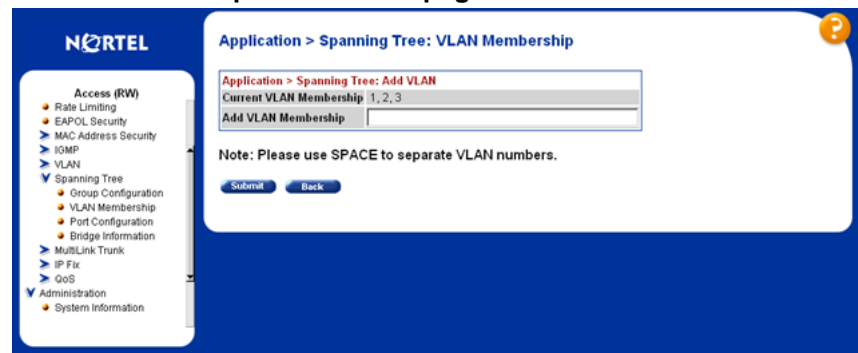 NORTEL
Access (RW)
Rate Limiting
EAPOL Security
MAC Address Security
IGMP
VLAN
Spanning Tree
Group Configuration
VLAN Membership
Port Configuration
Bridge Information
MultiLink Trunk
IP Fix
QoS
Administration
System Information
Application > Spanning Tree: VLAN Membership
?
Application > Spanning Tree: Add VLAN
Current VLAN Membership 1, 2, 3
Add VLAN Membership
Note: Please use SPACE to separate VLAN numbers.
Submit Back